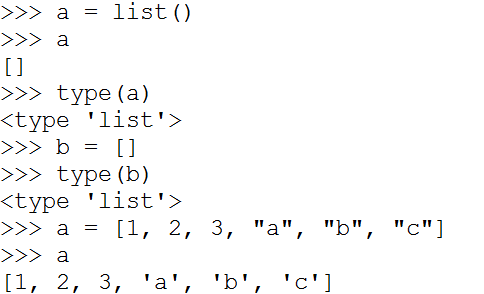 >>> a = list()
>>> a
[]
>>> type(a)
<type 'list'>
>>> b = []
>>> type(b)
<type 'list'>
>>> a = [1, 2, 3, "a", "b", "c"]
>>> a
[1, 2, 3, 'a', 'b', 'c']